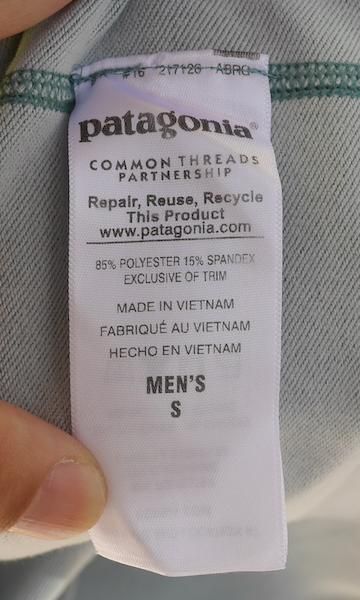 #16 217126 ABRG
patagonia®
COMMON THREADS
PARTNERSHIP
Repair, Reuse, Recycle
This Product
www.patagonia.com
85% POLYESTER 15% SPANDEX
EXCLUSIVE OF TRIM
MADE IN VIETNAM
FABRIQUÉ AU VIETNAM
HECHO EN VIETNAM
MEN'S
S